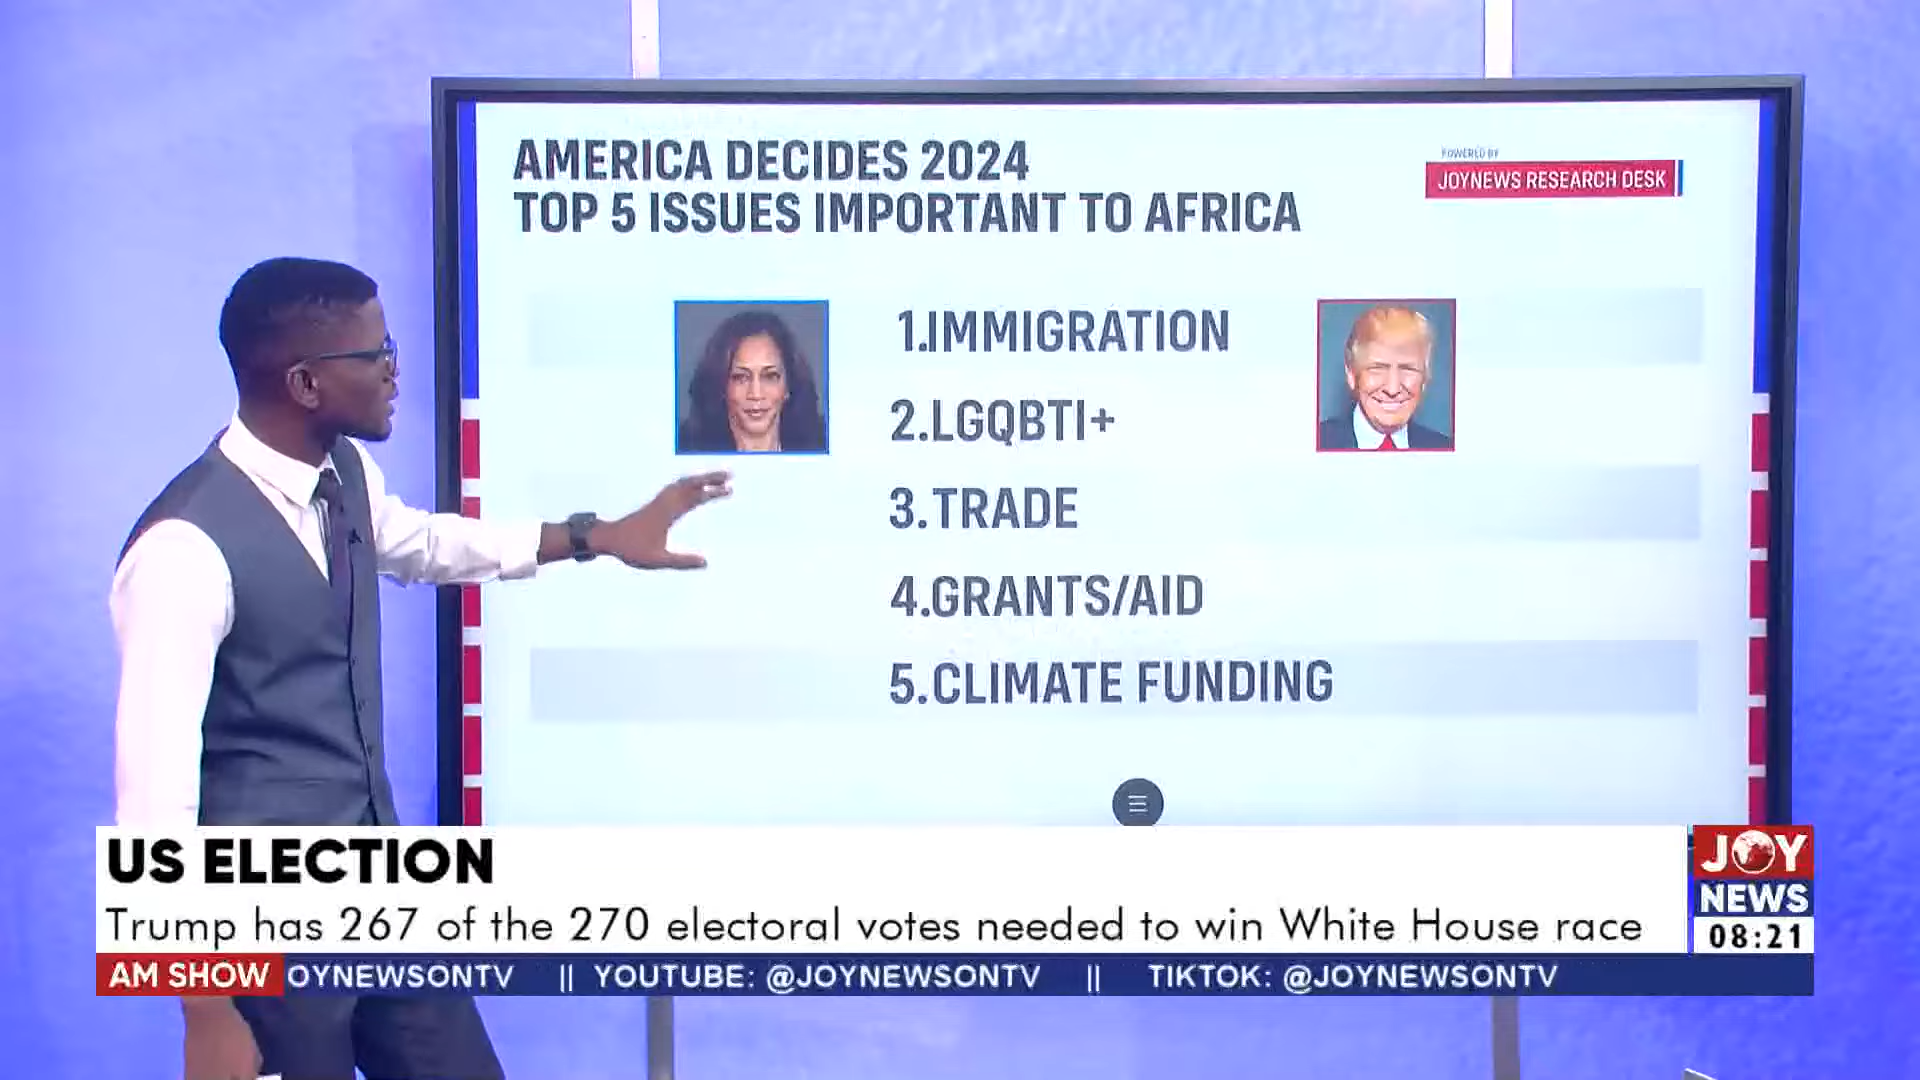 AMERICA DECIDES 2024
TOP 5 ISSUES IMPORTANT TO AFRICA
POWERED BY
JOYNEWS RESEARCH DESK
1.IMMIGRATION
2.LGQBTI+
3.TRADE
4.GRANTS/AID
5.CLIMATE FUNDING
US ELECTION
Trump has 267 of the 270 electoral votes needed to win White House race
JOY
NEWS
08:21
AM SHOW OYNEWSONTV || YOUTUBE: @JOYNEWSONTV || TIKTOK: @JOYNEWSONTV